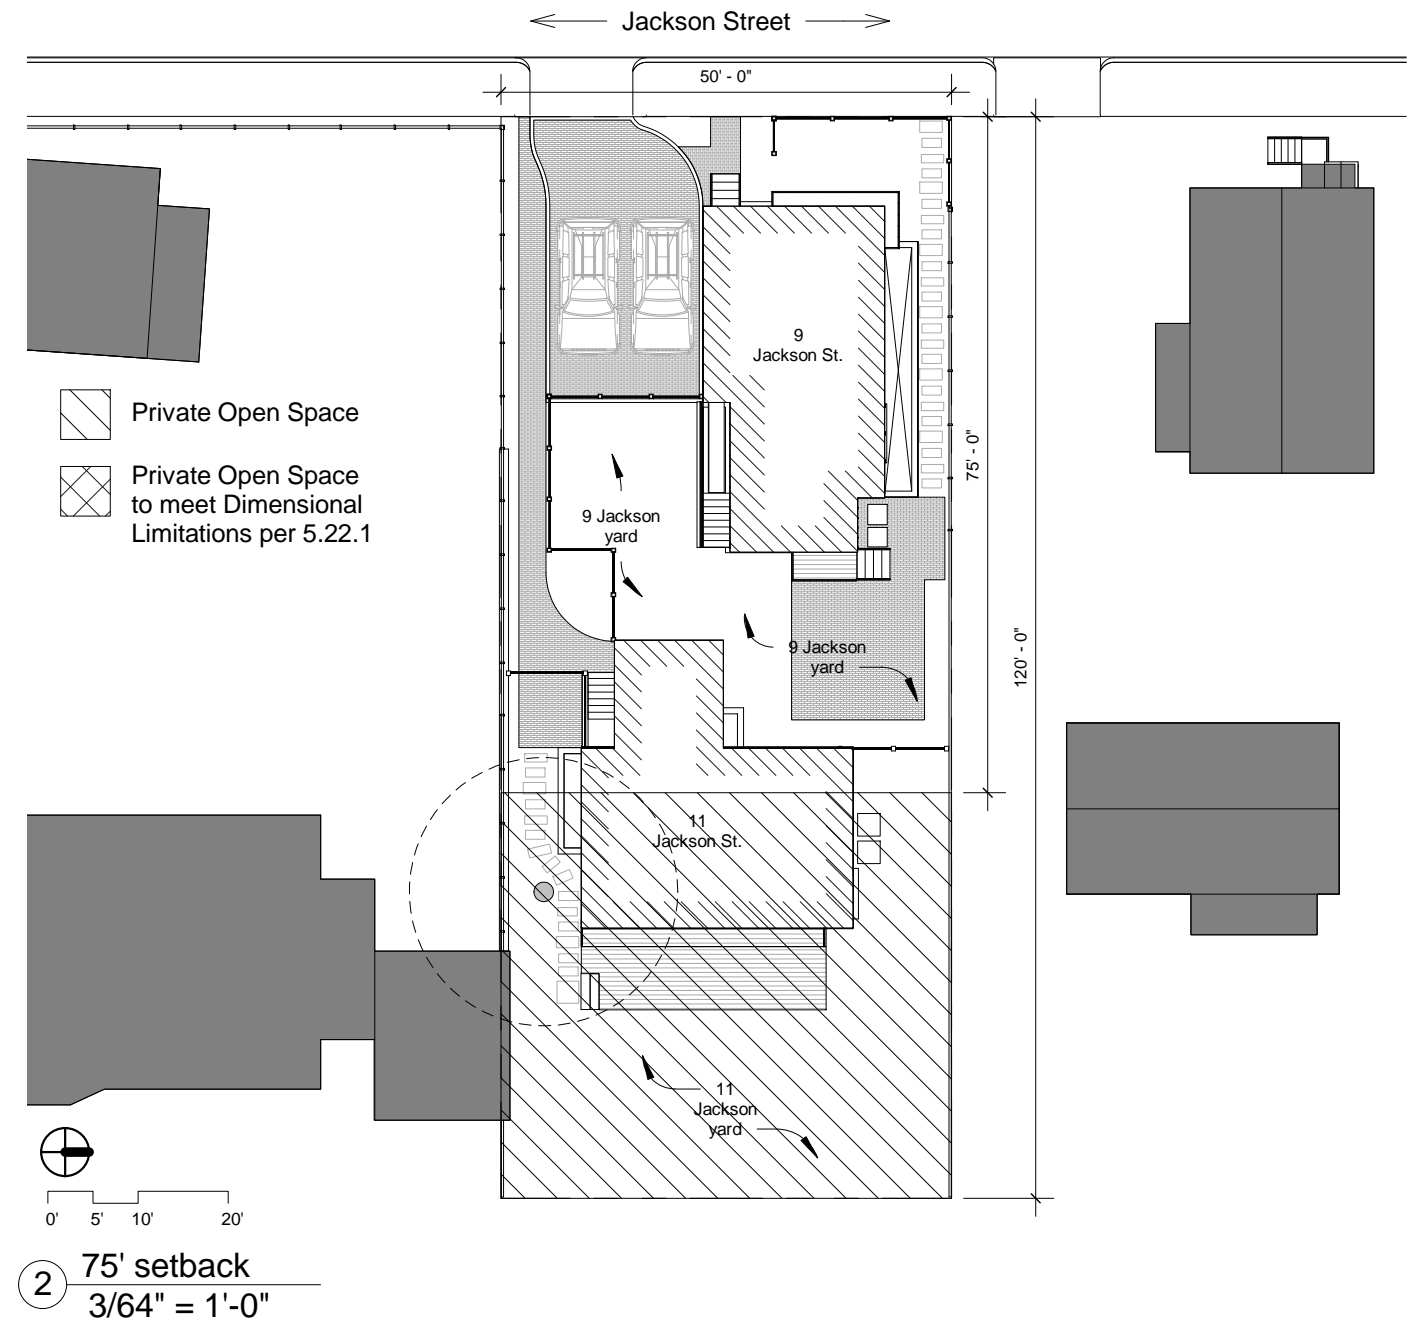 Jackson Street
50' - 0"
9
Jackson St.
Private Open Space
Private Open Space
to meet Dimensional
Limitations per 5.22.1
75' - 0"
9 Jackson
yard
120' - 0"
9 Jackson
yard
11
Jackson St.
11
Jackson
yard
0' 5' 10' 20'
2
75' setback
3/64" = 1'-0"